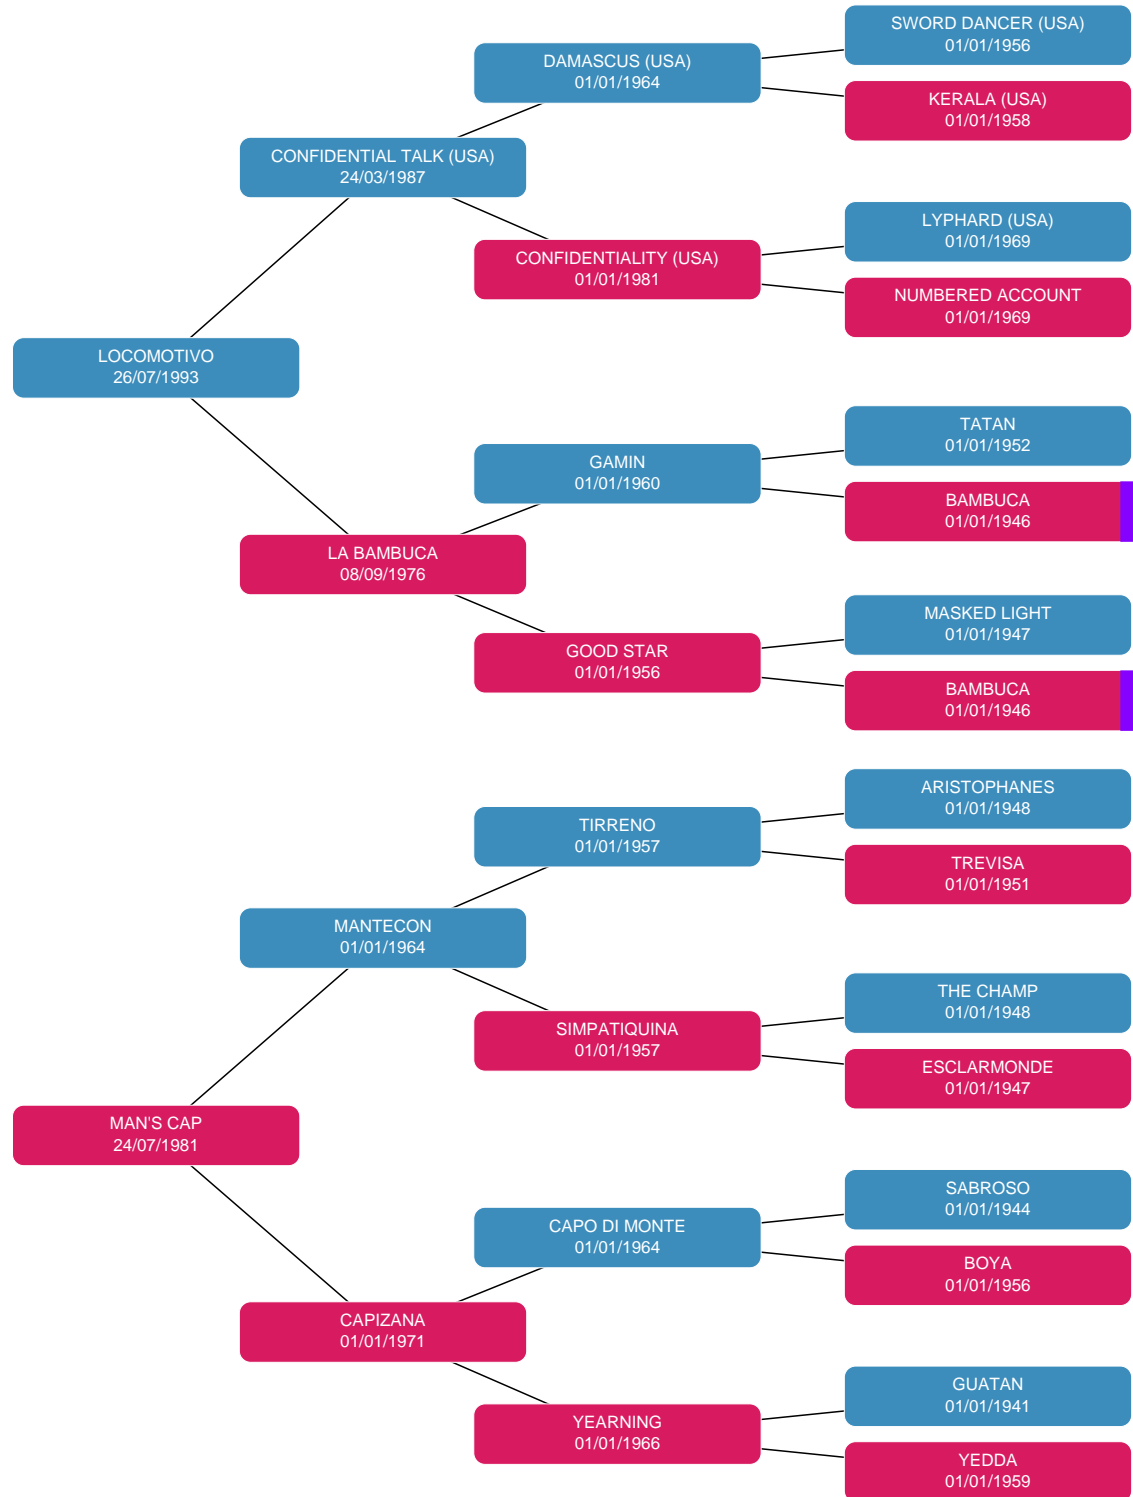 SWORD DANCER (USA)
01/01/1956
DAMASCUS (USA)
01/01/1964
KERALA (USA)
01/01/1958
CONFIDENTIAL TALK (USA)
24/03/1987
LYPHARD (USA)
01/01/1969
CONFIDENTIALITY (USA)
01/01/1981
NUMBERED ACCOUNT
01/01/1969
LOCOMOTIVO
26/07/1993
TATAN
01/01/1952
GAMIN
01/01/1960
BAMBUCA
01/01/1946
LA BAMBUCA
08/09/1976
MASKED LIGHT
01/01/1947
GOOD STAR
01/01/1956
BAMBUCA
01/01/1946
ARISTOPHANES
01/01/1948
TIRRENO
01/01/1957
TREVISA
01/01/1951
MANTECON
01/01/1964
THE CHAMP
01/01/1948
SIMPATIQUINA
01/01/1957
ESCLARMONDE
01/01/1947
MAN'S CAP
24/07/1981
SABROSO
01/01/1944
CAPO DI MONTE
01/01/1964
BOYA
01/01/1956
CAPIZANA
01/01/1971
GUATAN
01/01/1941
YEARNING
01/01/1966
YEDDA
01/01/1959